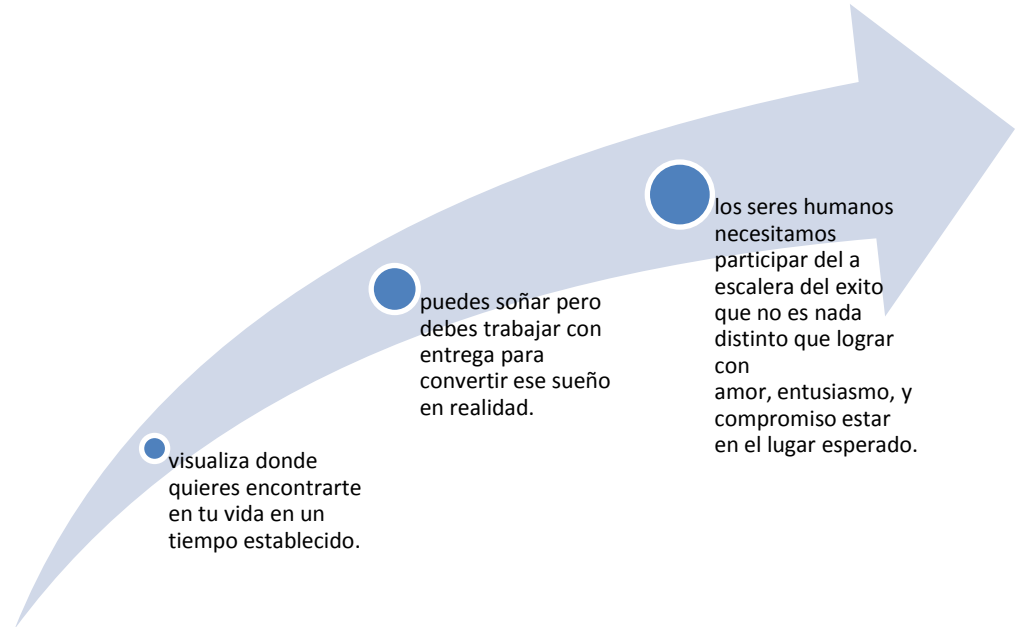 visualiza donde
quieres encontrarte
en tu vida en un
tiempo establecido.
puedes soñar pero
debes trabajar con
entrega para
convertir ese sueño
en realidad.
los seres humanos
necesitamos
participar del a
escalera del exito
que no es nada
distinto que lograr
con
amor, entusiasmo, y
compromiso estar
en el lugar esperado.